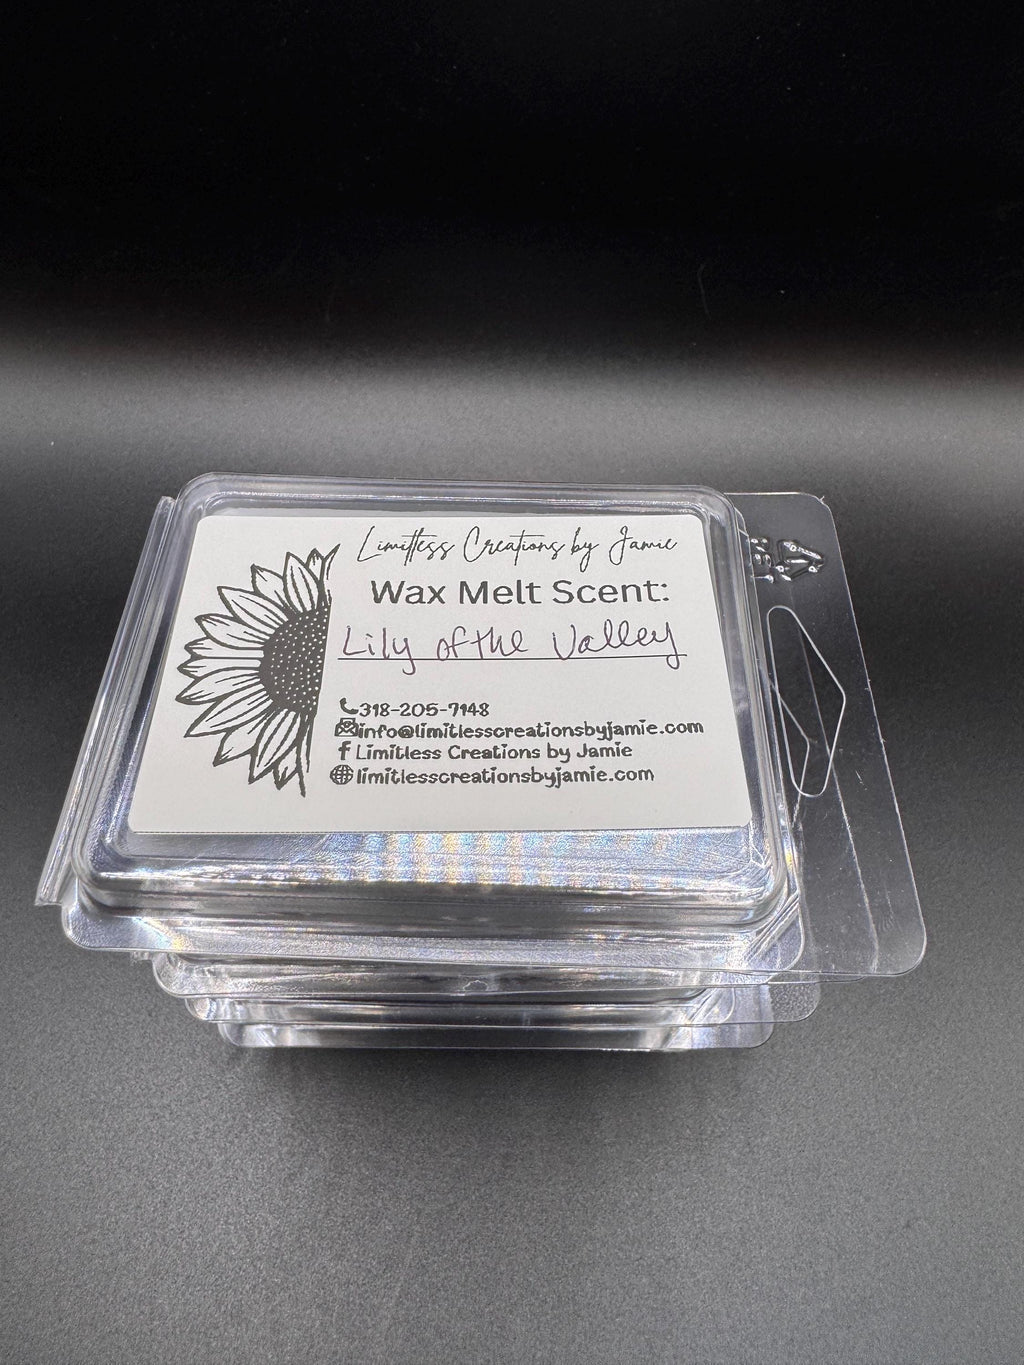 Limitless Creations by Jamie
Wax Melt Scent:
Lily of the Valley
318-205-7148
info@limitlesscreationsbyjamie.com
f Limitless Creations by Jamie
limitlesscreationsbyjamie.com